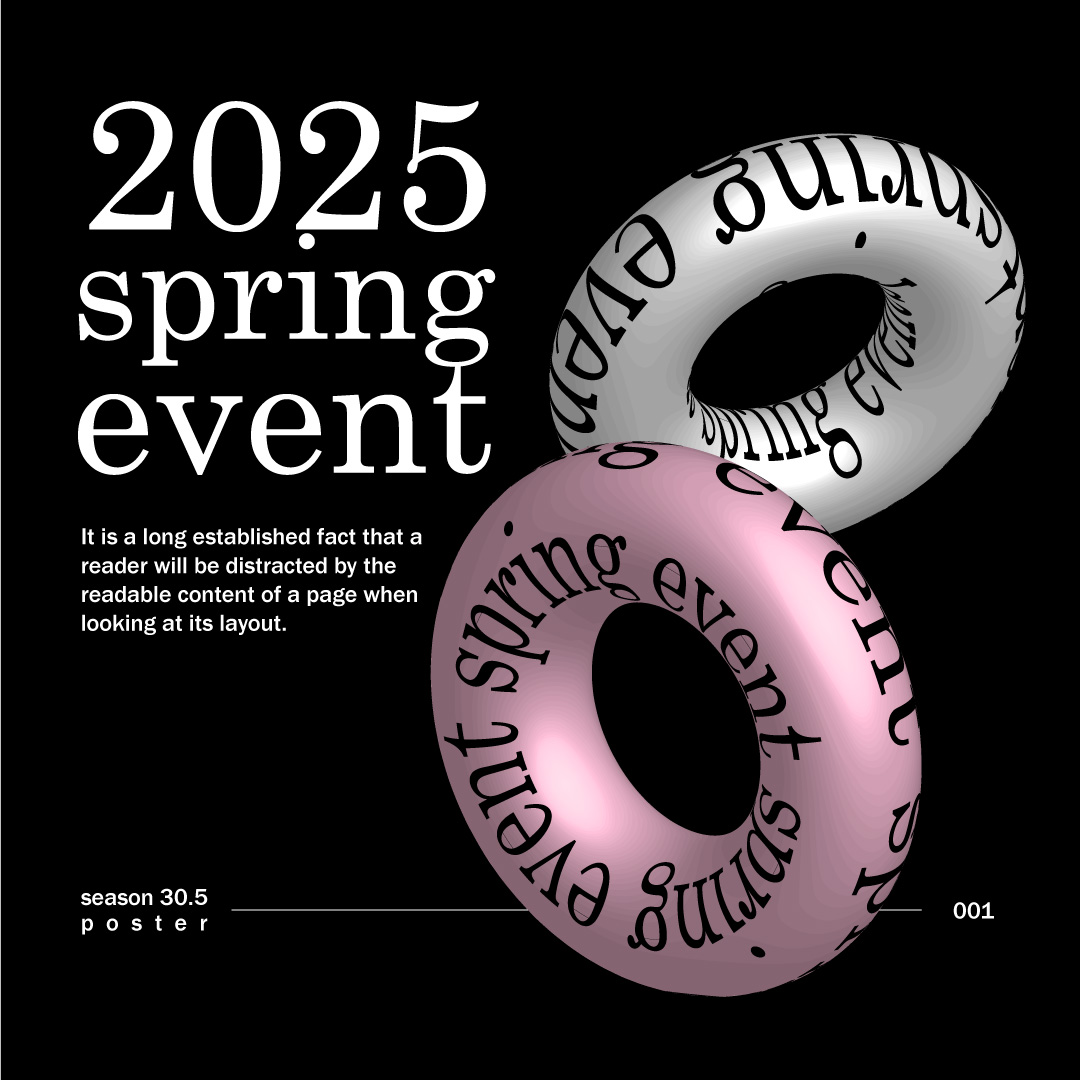 2025
spring
event
It is a long established fact that a
reader will be distracted by the
readable content of a page when
looking at its layout.
season 30.5
poster
001
spring event
spring event
spring event spring event
event